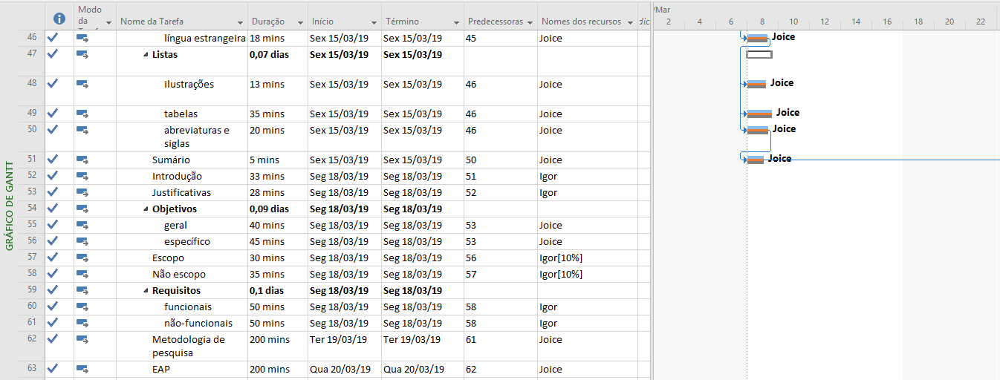 /Mar
Modo da Tarefa Nome da Tarefa Duração Início Término Predecessoras Nomes dos recursos dic
2 4 6 8 10 12 14 16 18 20 22
46 língua estrangeira 18 mins Sex 15/03/19 Sex 15/03/19 45 Joice Joice
47 Listas 0,07 dias Sex 15/03/19 Sex 15/03/19
48 ilustrações 13 mins Sex 15/03/19 Sex 15/03/19 46 Joice Joice
49 tabelas 35 mins Sex 15/03/19 Sex 15/03/19 46 Joice Joice
50 abreviaturas e siglas 20 mins Sex 15/03/19 Sex 15/03/19 46 Joice Joice
51 Sumário 5 mins Sex 15/03/19 Sex 15/03/19 50 Joice Joice
52 Introdução 33 mins Seg 18/03/19 Seg 18/03/19 51 Igor
53 Justificativas 28 mins Seg 18/03/19 Seg 18/03/19 52 Igor
54 Objetivos 0,09 dias Seg 18/03/19 Seg 18/03/19
55 geral 40 mins Seg 18/03/19 Seg 18/03/19 53 Joice
56 específico 45 mins Seg 18/03/19 Seg 18/03/19 53 Joice
57 Escopo 30 mins Seg 18/03/19 Seg 18/03/19 56 Igor[10%]
58 Não escopo 35 mins Seg 18/03/19 Seg 18/03/19 57 Igor[10%]
59 Requisitos 0,1 dias Seg 18/03/19 Seg 18/03/19
60 funcionais 50 mins Seg 18/03/19 Seg 18/03/19 58 Igor
61 não-funcionais 50 mins Seg 18/03/19 Seg 18/03/19 58 Igor
62 Metodologia de pesquisa 200 mins Ter 19/03/19 Ter 19/03/19 61 Joice
63 EAP 200 mins Qua 20/03/19 Qua 20/03/19 62 Joice
GRÁFICO DE GANTT